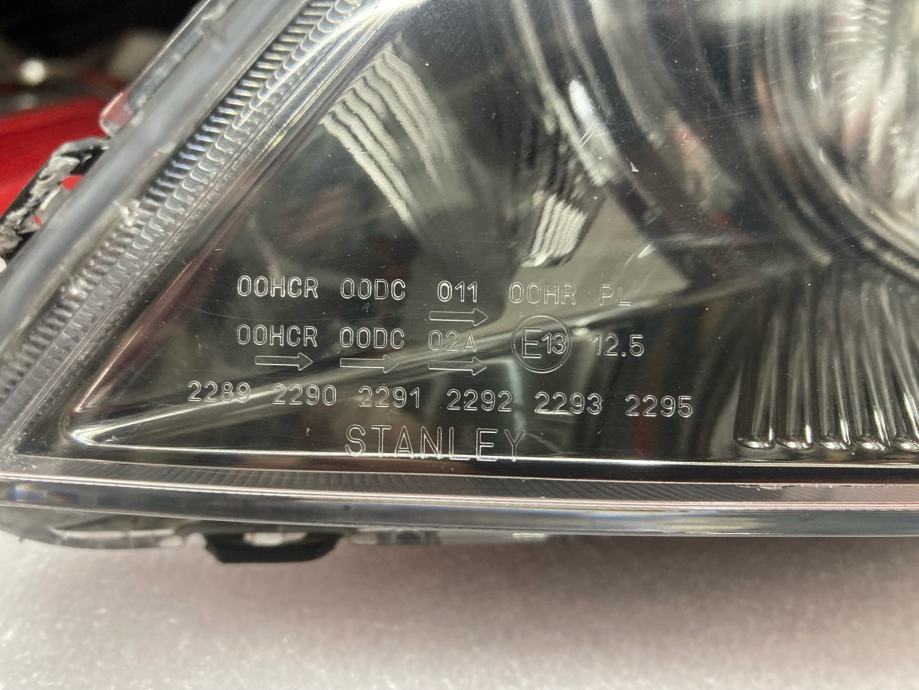 00HCR 00DC 011 00HR PL
→
00HCR 00DC 02A E13 12.5
→ → →
2289 2290 2291 2292 2293 2295
STANLEY